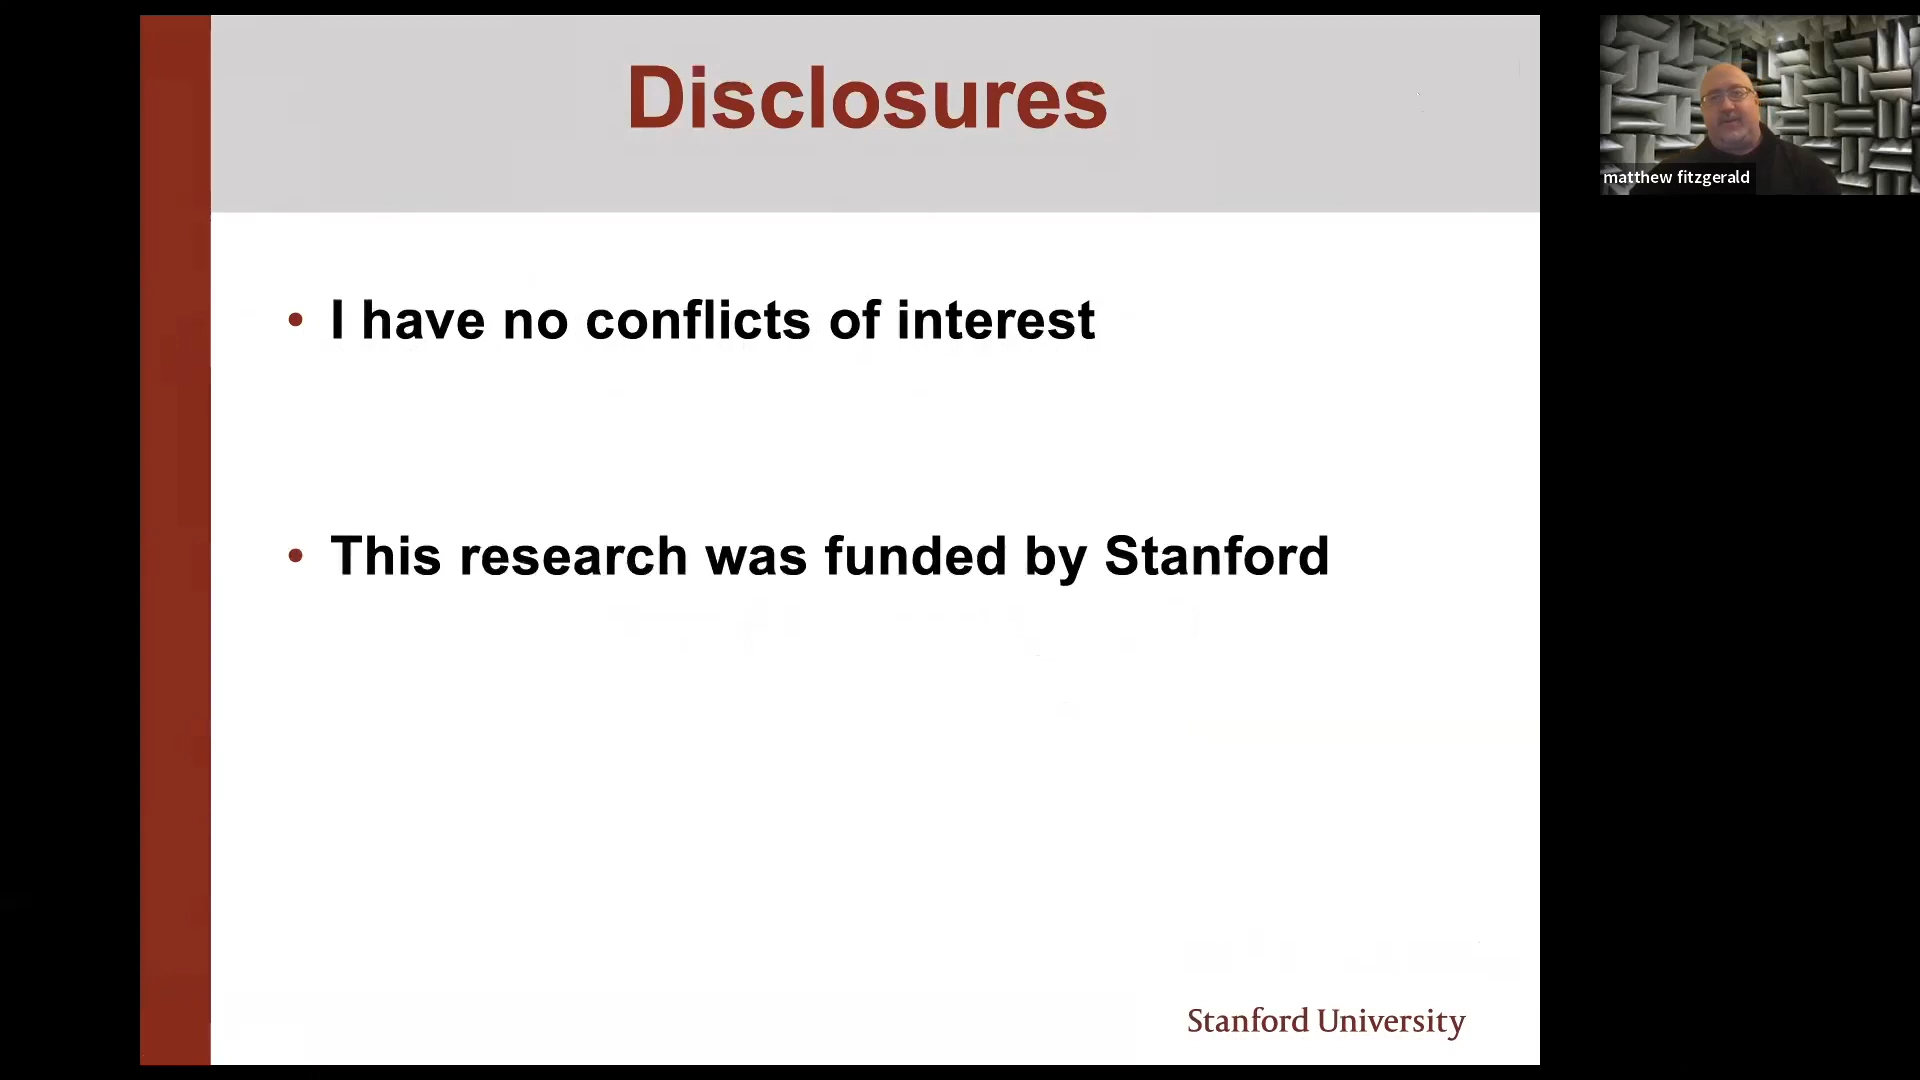 Disclosures
matthew fitzgerald
• I have no conflicts of interest
• This research was funded by Stanford
Stanford University